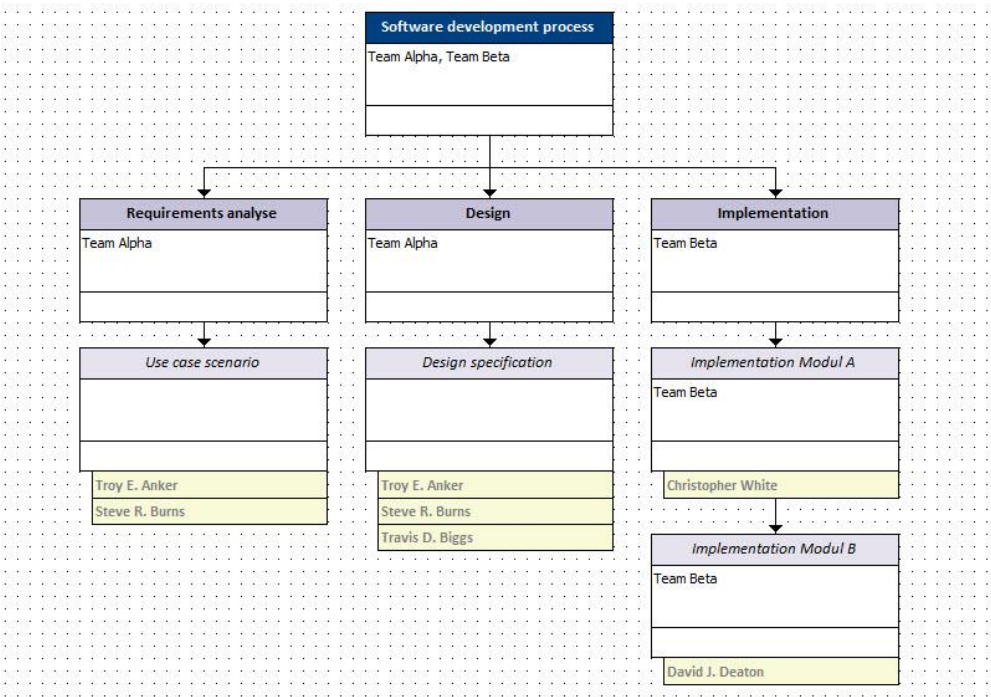 Software development process
Team Alpha, Team Beta
Requirements analyse
Team Alpha
Design
Team Alpha
Implementation
Team Beta
Use case scenario
Troy E. Anker
Steve R. Burns
Design specification
Troy E. Anker
Steve R. Burns
Travis D. Biggs
Implementation Modul A
Team Beta
Christopher White
Implementation Modul B
Team Beta
David J. Deaton